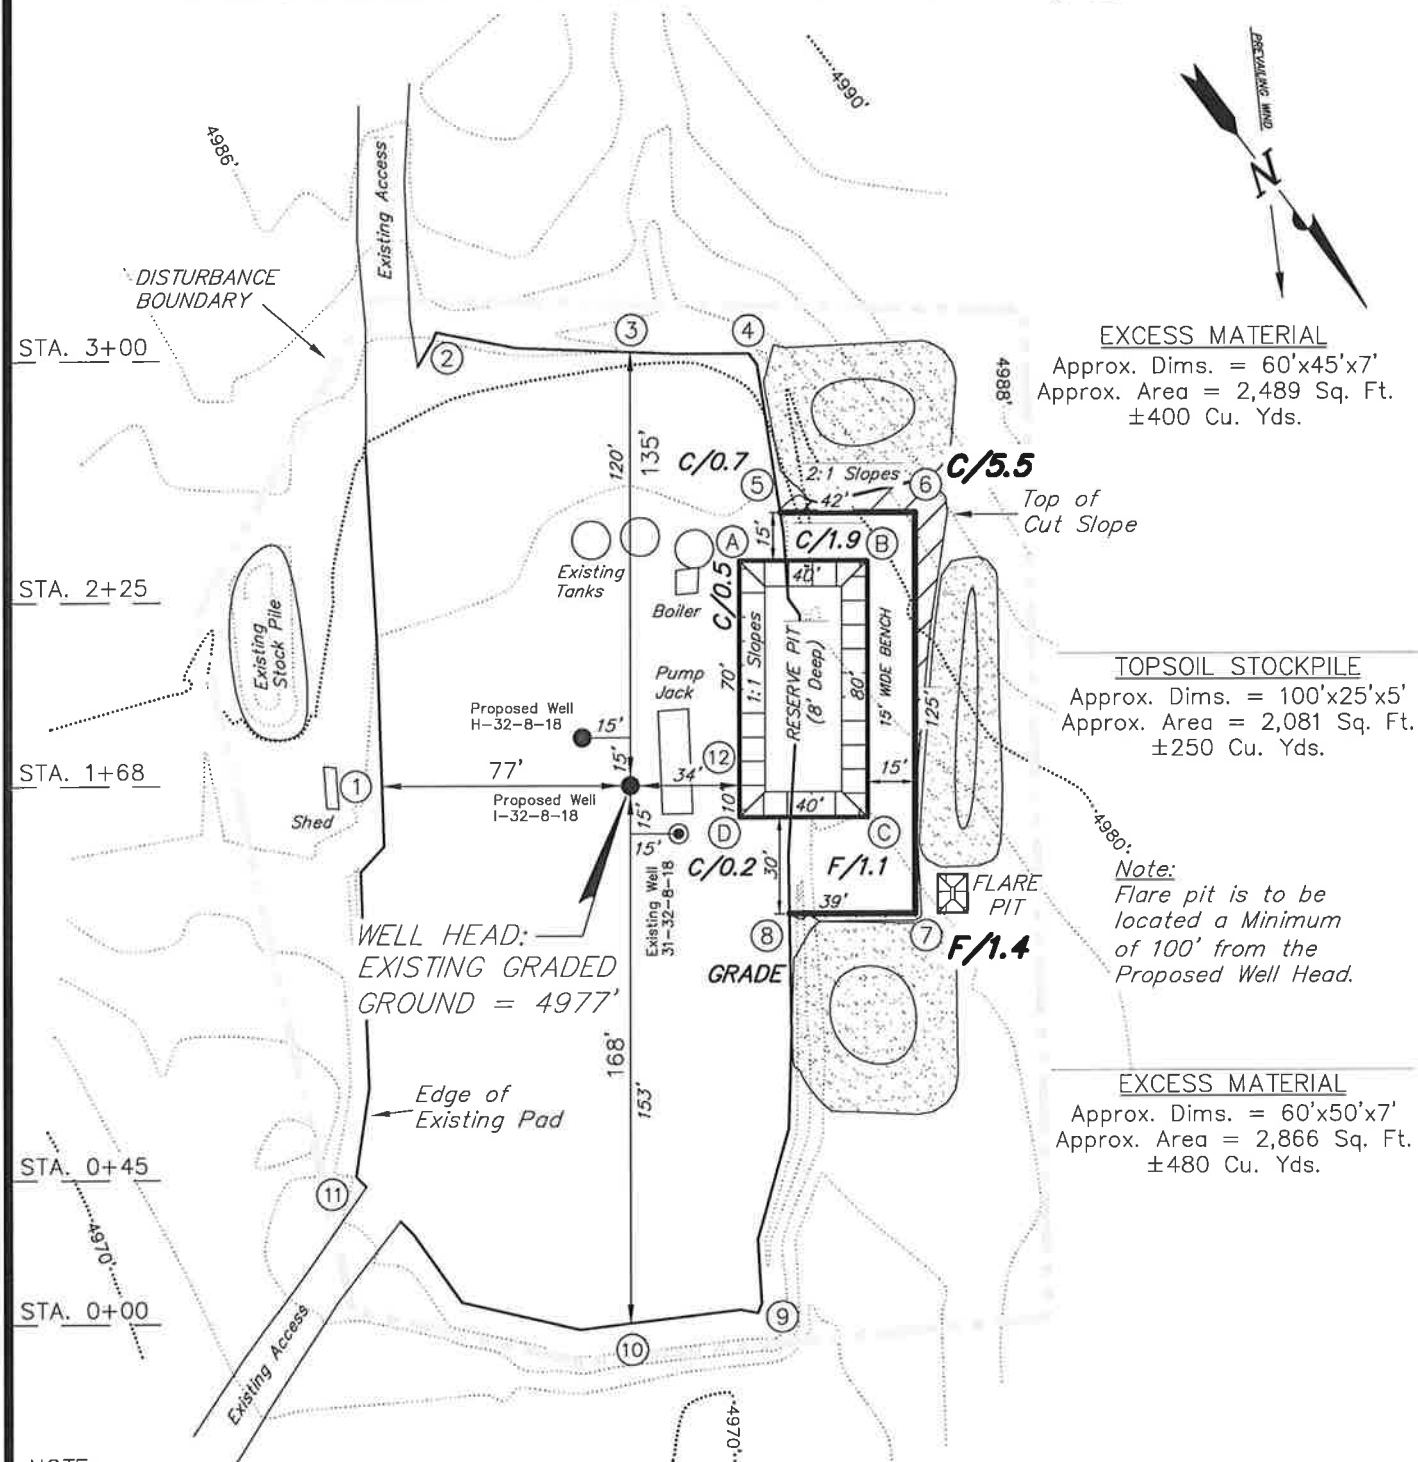 4990'
PREVAILING WIND
N
4986'
Existing Access
DISTURBANCE
BOUNDARY
STA. 3+00
2
3
4
EXCESS MATERIAL
Approx. Dims. = 60'x45'x7'
Approx. Area = 2,489 Sq. Ft.
±400 Cu. Yds.
4988'
120'
135'
C/0.7
5
2:1 Slopes
42'
6
C/5.5
Top of
Cut Slope
15'
C/1.9
A
B
40'
Existing
Tanks
Boiler
C/0.5
STA. 2+25
Existing
Stock Pile
70'
1:1 Slopes
RESERVE PIT
(8' Deep)
80'
15' WIDE BENCH
125'
Pump
Jack
TOPSOIL STOCKPILE
Approx. Dims. = 100'x25'x5'
Approx. Area = 2,081 Sq. Ft.
±250 Cu. Yds.
Proposed Well
H-32-8-18
15'
15'
12
STA. 1+68
1
77'
34'
15'
Proposed Well
I-32-8-18
Shed
15'
15'
10'
40'
D
C
4980'
C/0.2
30'
F/1.1
39'
Existing Well
31-32-8-18
FLARE
PIT
Note:
Flare pit is to be
located a Minimum
of 100' from the
Proposed Well Head.
WELL HEAD:
EXISTING GRADED
GROUND = 4977'
8
7
F/1.4
GRADE
168'
153'
Edge of
Existing Pad
EXCESS MATERIAL
Approx. Dims. = 60'x50'x7'
Approx. Area = 2,866 Sq. Ft.
±480 Cu. Yds.
STA. 0+45
11
4970'
STA. 0+00
9
10
Existing Access
4970'
NOTE